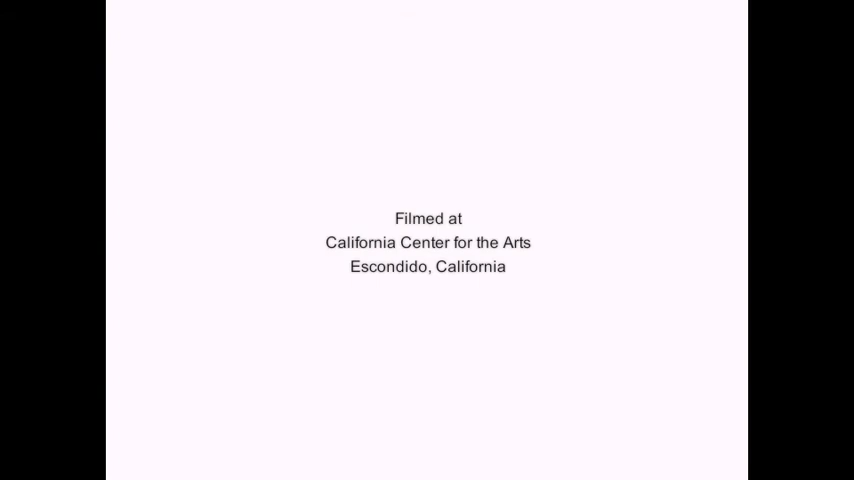 Filmed at
California Center for the Arts
Escondido, California